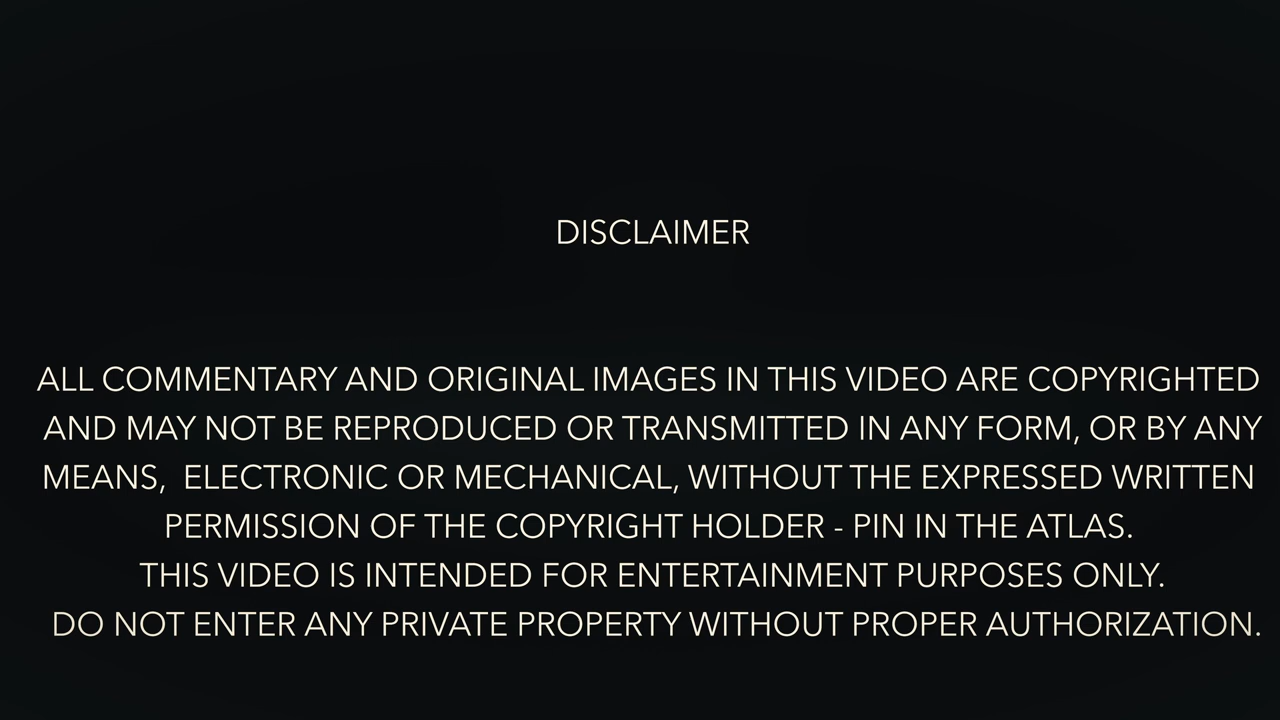 DISCLAIMER
ALL COMMENTARY AND ORIGINAL IMAGES IN THIS VIDEO ARE COPYRIGHTED
AND MAY NOT BE REPRODUCED OR TRANSMITTED IN ANY FORM, OR BY ANY
MEANS,  ELECTRONIC OR MECHANICAL, WITHOUT THE EXPRESSED WRITTEN
PERMISSION OF THE COPYRIGHT HOLDER - PIN IN THE ATLAS.
THIS VIDEO IS INTENDED FOR ENTERTAINMENT PURPOSES ONLY.
DO NOT ENTER ANY PRIVATE PROPERTY WITHOUT PROPER AUTHORIZATION.